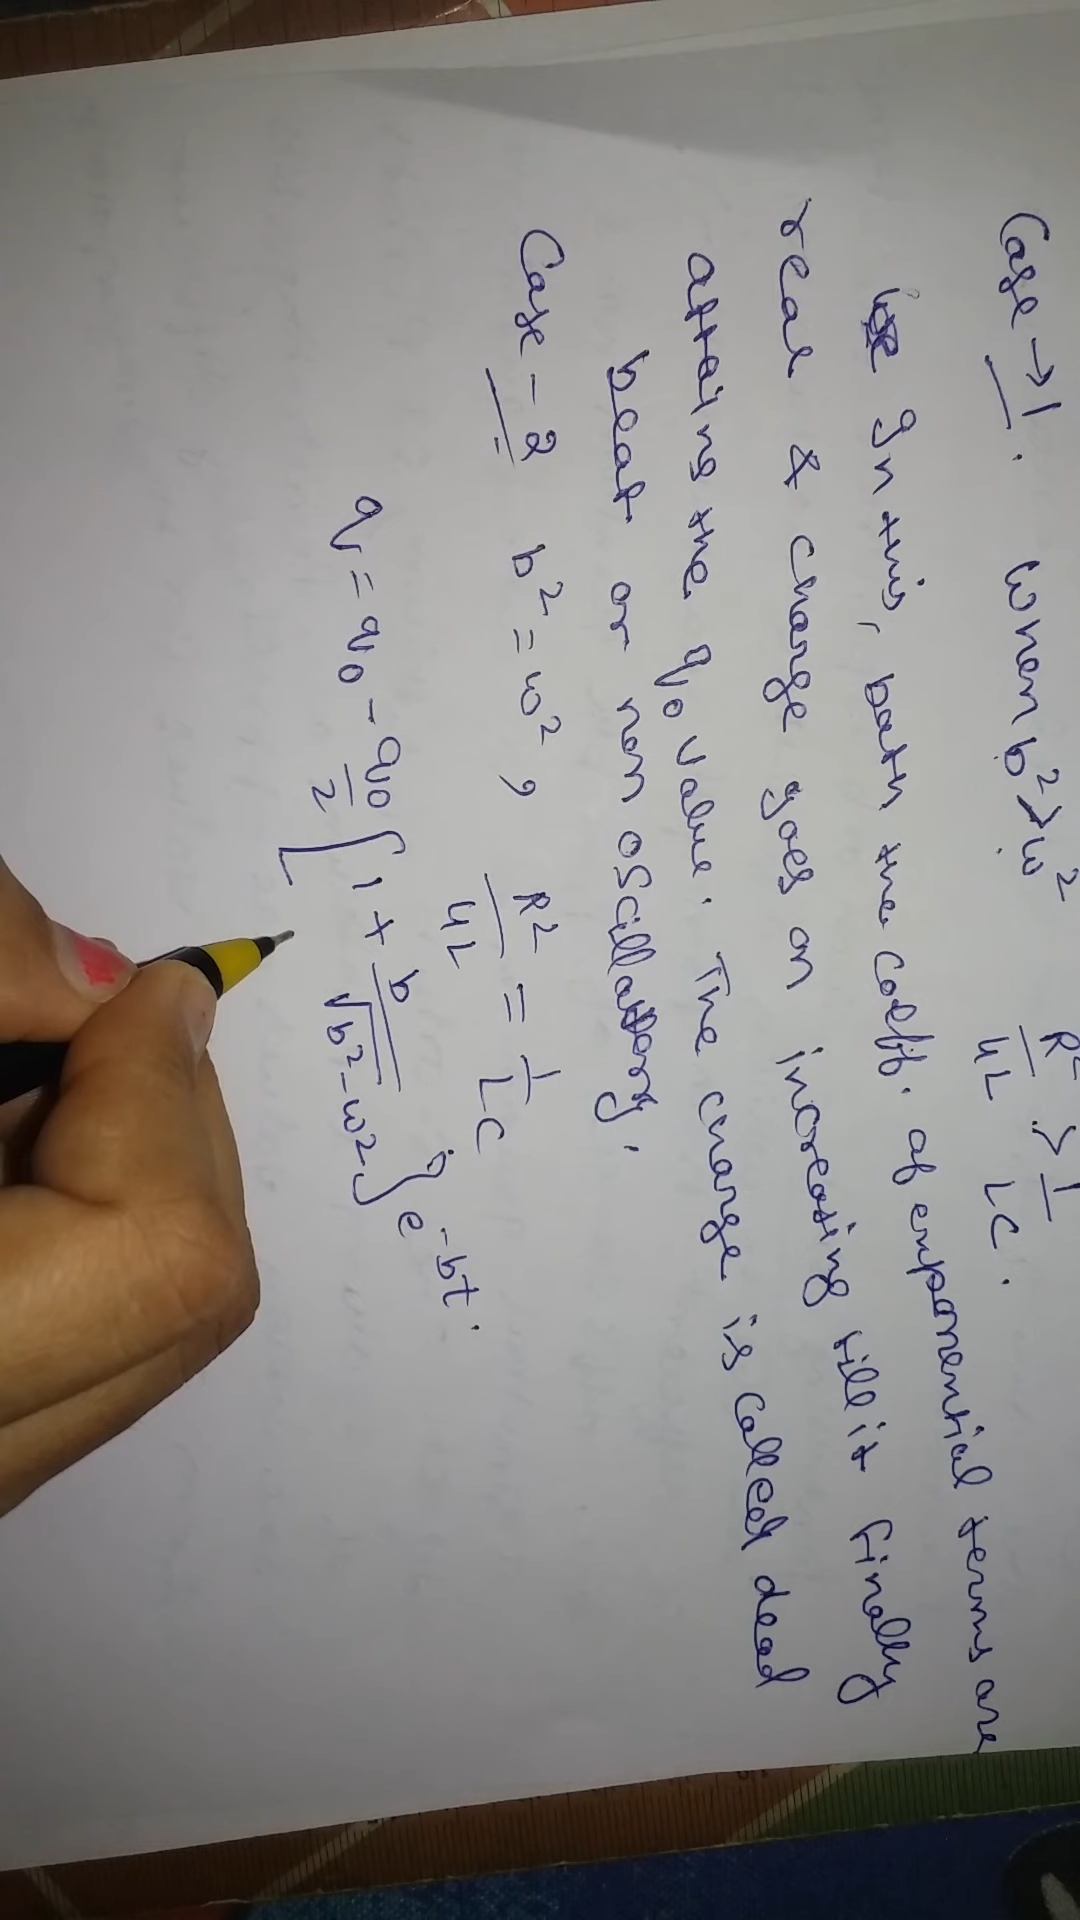 Case → 1. When b² > ω² R²/4L > 1/LC.
In this, both the coeff. of exponential terms are
real & charge goes on increasing till it finally
attains the q₀ value. The charge is called dead
beat or non oscillatory.
Case - 2 b² = ω², R²/4L = 1/LC
q = q₀ - q₀/2 [1 + b/√b²-ω²] e^-bt.